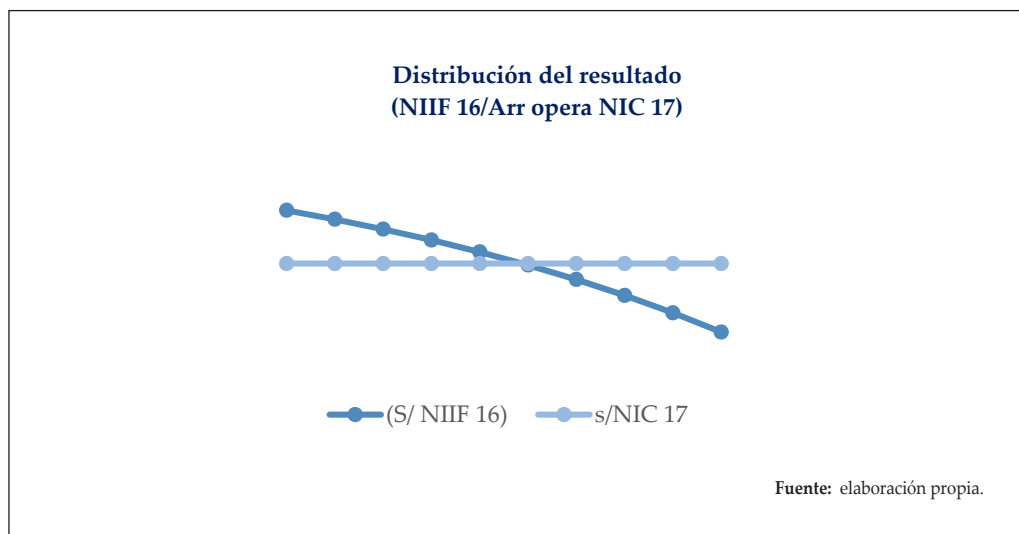 Distribución del resultado
(NIIF 16/Arr opera NIC 17)
(S/ NIIF 16)
s/NIC 17
Fuente: elaboración propia.